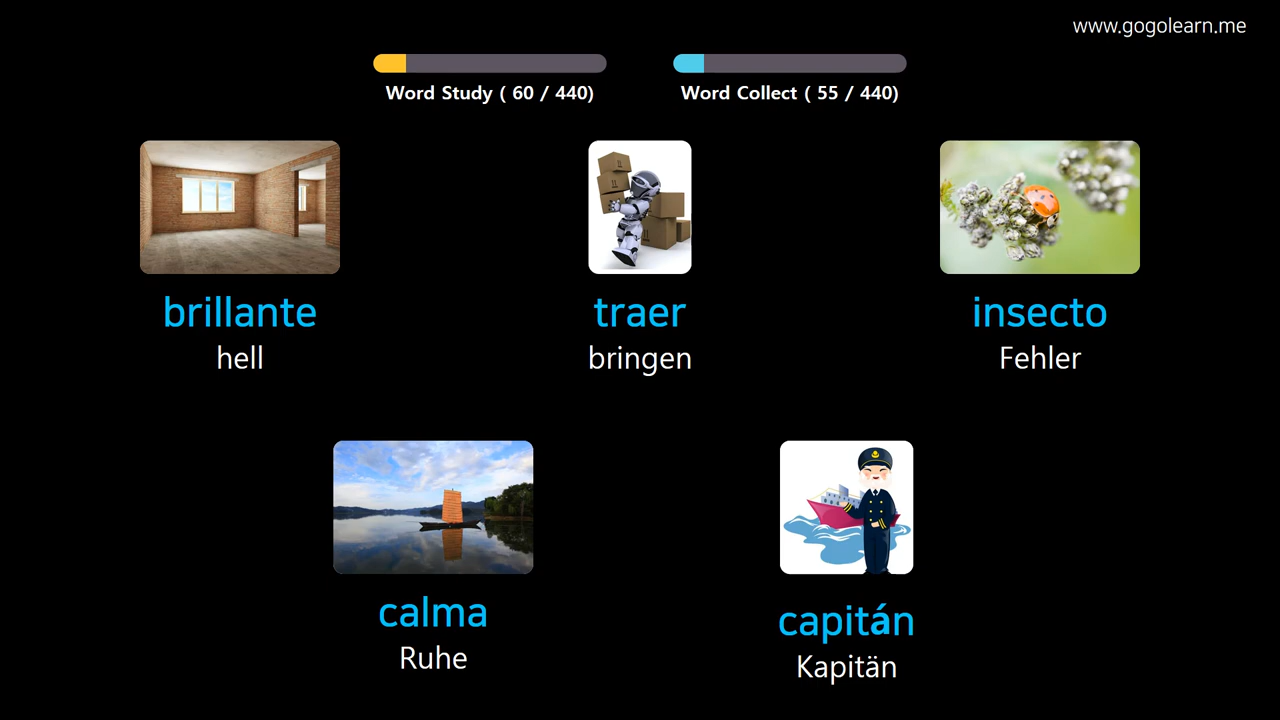 www.gogolearn.me
Word Study ( 60 / 440)
Word Collect ( 55 / 440)
brillante
hell
traer
bringen
insecto
Fehler
calma
Ruhe
capitán
Kapitän